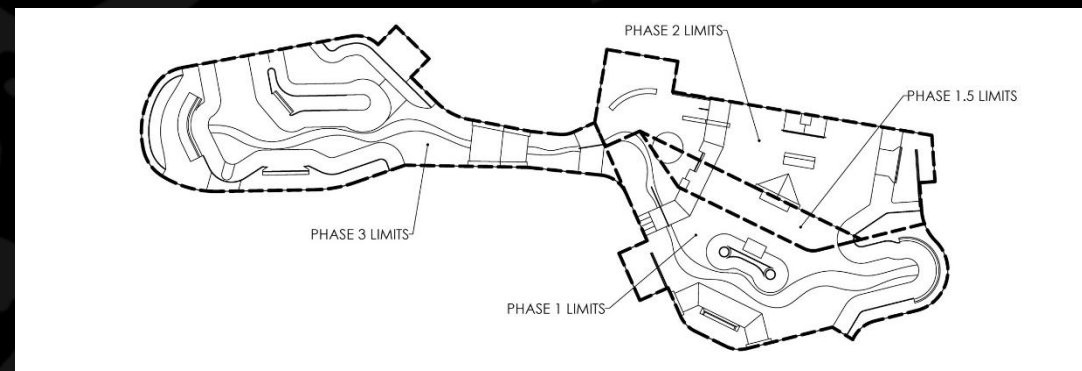 PHASE 2 LIMITS
PHASE 1.5 LIMITS
PHASE 3 LIMITS
PHASE 1 LIMITS